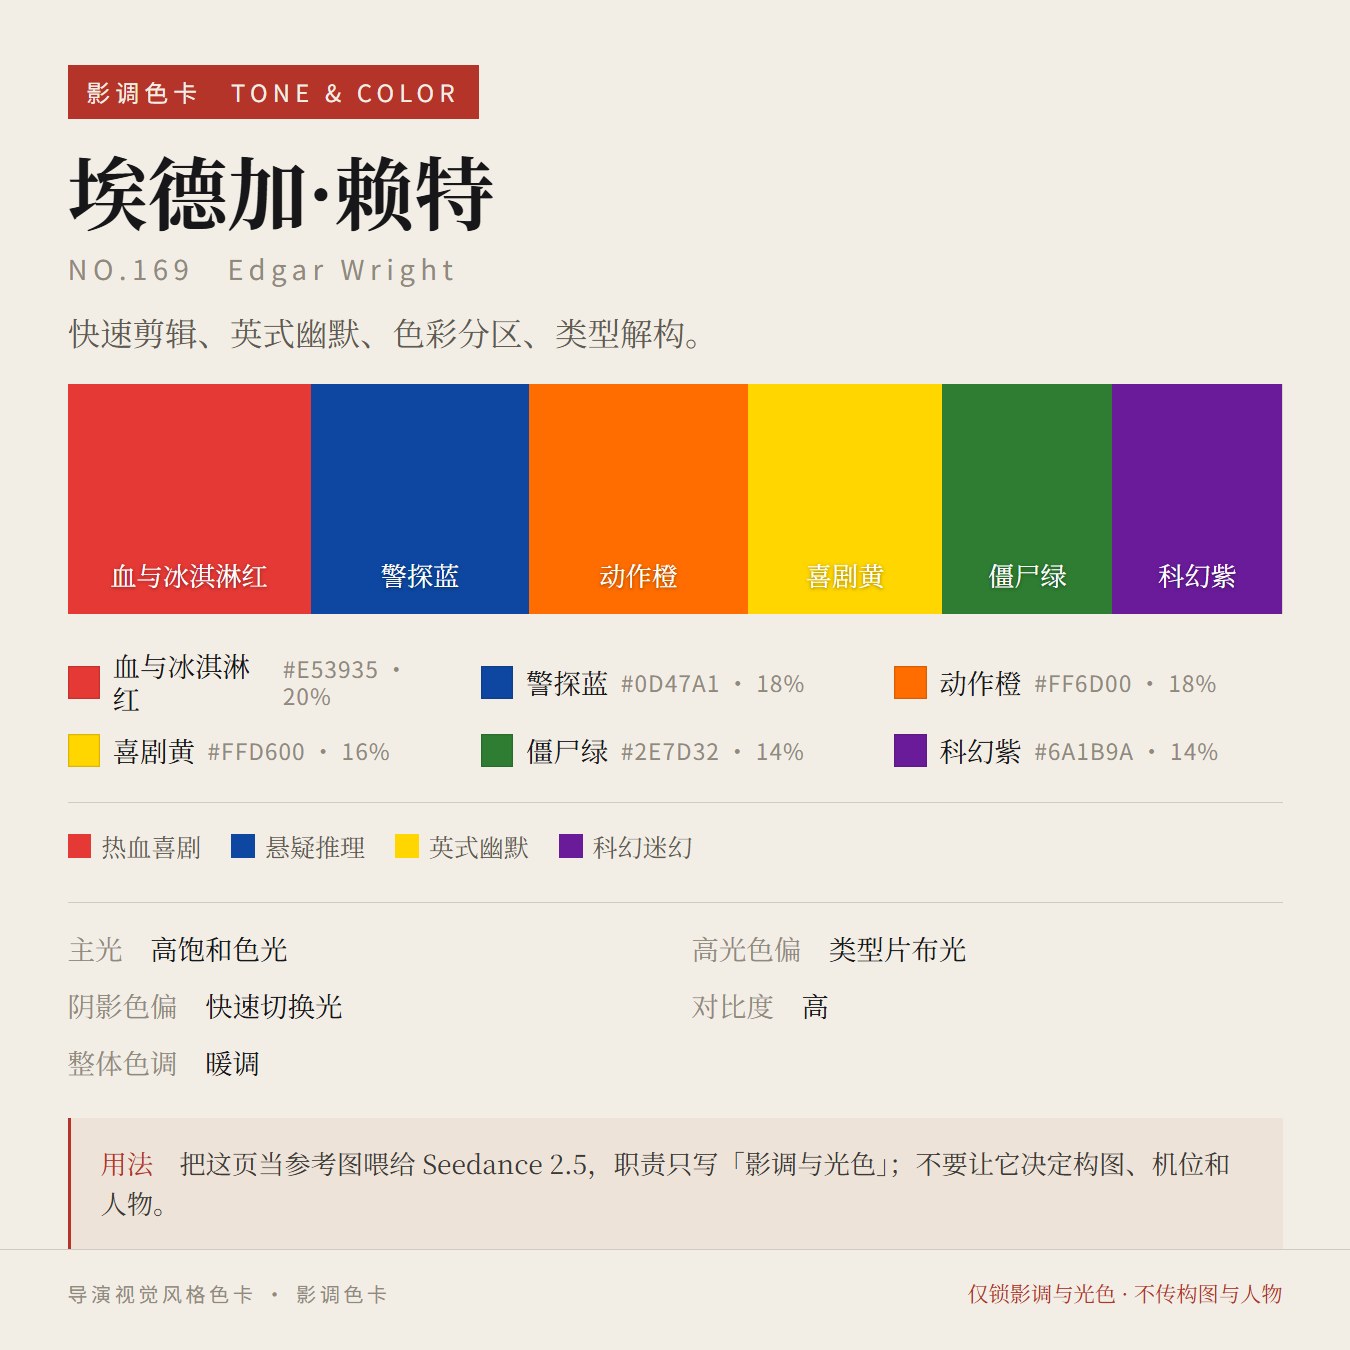 影调色卡 TONE & COLOR
埃德加·赖特
NO.169 Edgar Wright
快速剪辑、英式幽默、色彩分区、类型解构。
血与冰淇淋红 警探蓝 动作橙 喜剧黄 僵尸绿 科幻紫
血与冰淇淋红 #E53935 • 20% 警探蓝 #0D47A1 • 18% 动作橙 #FF6D00 • 18%
喜剧黄 #FFD600 • 16% 僵尸绿 #2E7D32 • 14% 科幻紫 #6A1B9A • 14%
热血喜剧 悬疑推理 英式幽默 科幻迷幻
主光 高饱和色光 高光色偏 类型片布光
阴影色偏 快速切换光 对比度 高
整体色调 暖调
用法 把这页当参考图喂给 Seedance 2.5，职责只写「影调与光色」；不要让它决定构图、机位和
人物。
导演视觉风格色卡 • 影调色卡 仅锁影调与光色 · 不传构图与人物